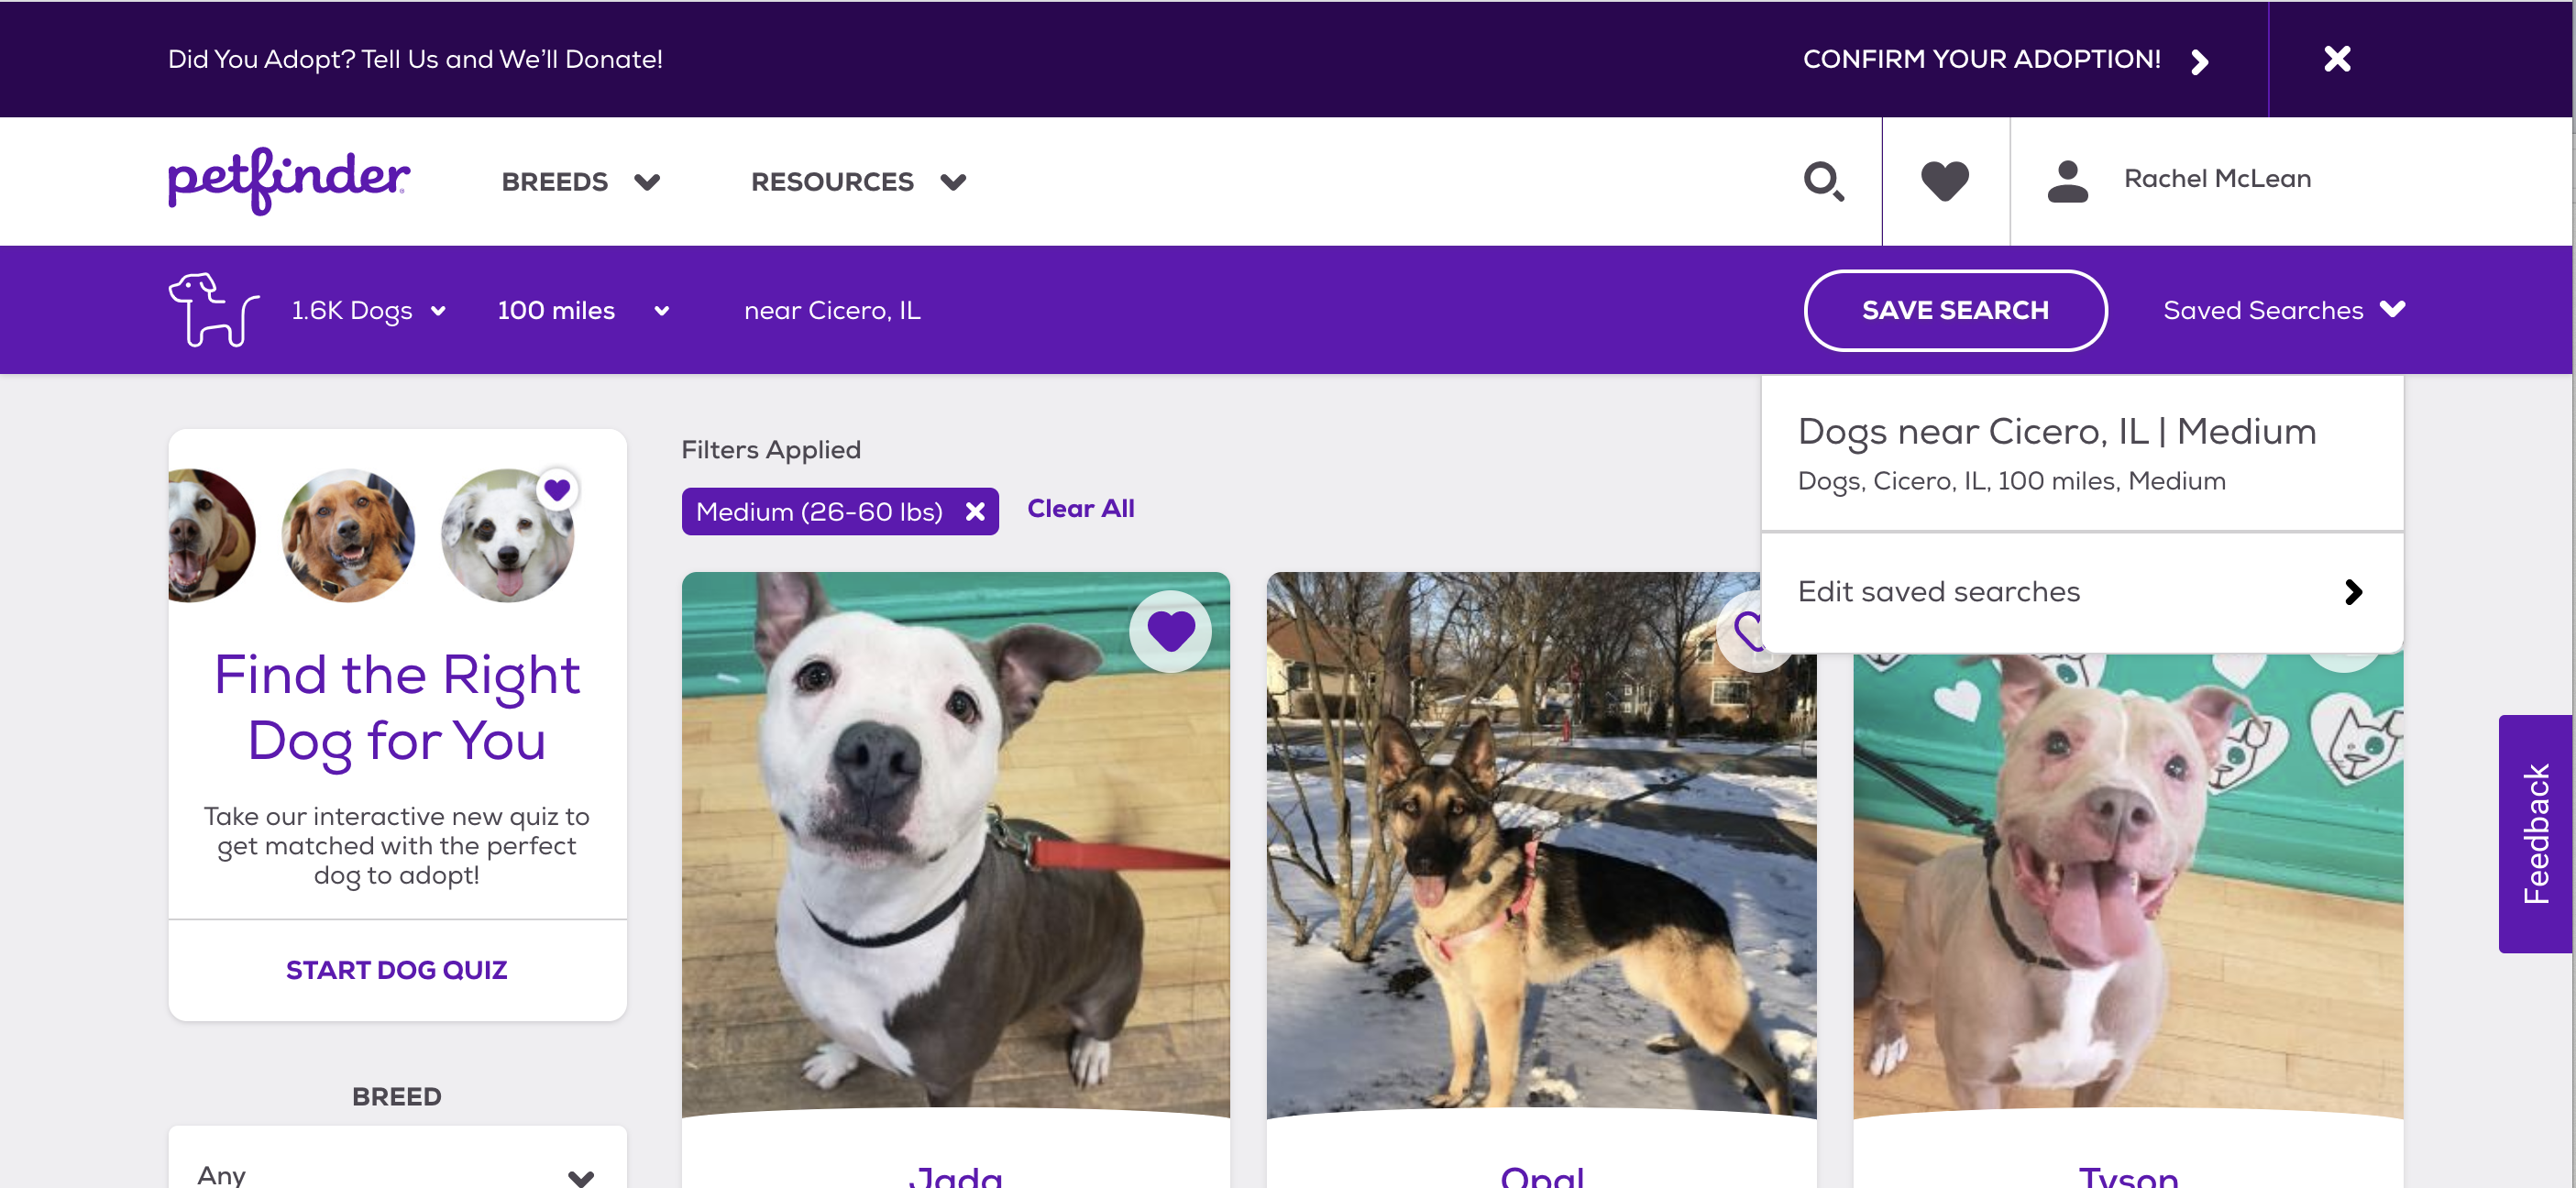 Did You Adopt? Tell Us and We'll Donate!
CONFIRM YOUR ADOPTION!
petfinder
BREEDS
RESOURCES
Rachel McLean
1.6K Dogs
100 miles
near Cicero, IL
SAVE SEARCH
Saved Searches
Dogs near Cicero, IL | Medium
Dogs, Cicero, IL, 100 miles, Medium
Edit saved searches
Filters Applied
Medium (26-60 lbs)
Clear All
Find the Right
Dog for You
Take our interactive new quiz to
get matched with the perfect
dog to adopt!
START DOG QUIZ
BREED
Any
Jada
Opal
Tyson
Feedback